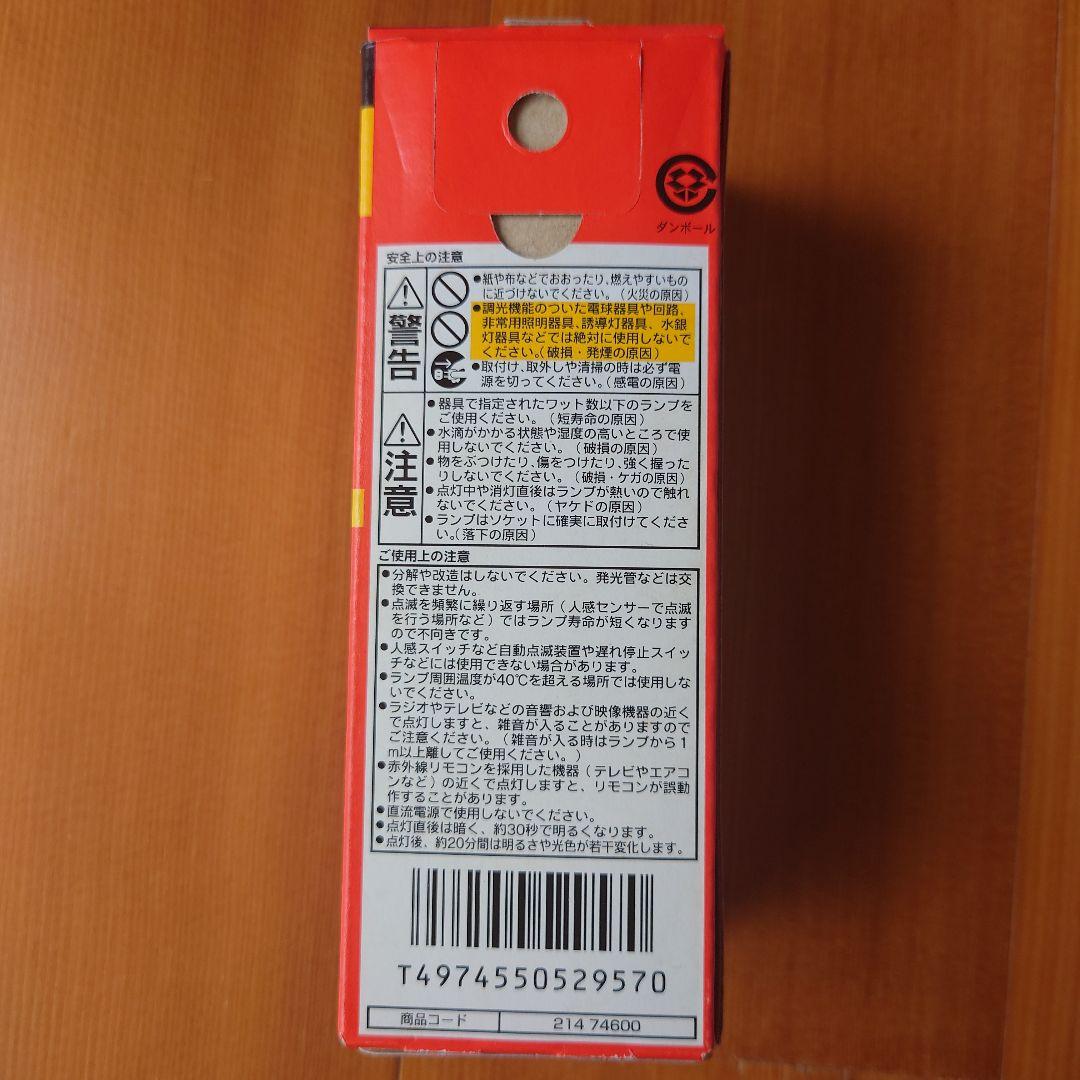 ダンボール
安全上の注意
警告
●紙や布などでおおったり、燃えやすいもの
に近づけないでください。（火災の原因）
●調光機能のついた電球器具や回路、
非常用照明器具、誘導灯器具、水銀
灯器具などでは絶対に使用しないで
ください。（破損・発煙の原因）
●取付け、取外しや清掃の時は必ず電
源を切ってください。（感電の原因）
注意
●器具で指定されたワット数以下のランプを
ご使用ください。（短寿命の原因）
●水滴がかかる状態や湿度の高いところで使
用しないでください。（破損の原因）
●物をぶつけたり、傷をつけたり、強く握った
りしないでください。（破損・ケガの原因）
●点灯中や消灯直後はランプが熱いので触れ
ないでください。（ヤケドの原因）
●ランプはソケットに確実に取付けてくださ
い。（落下の原因）
ご使用上の注意
●分解や改造はしないでください。発光管などは交
換できません。
●点滅を頻繁に繰り返す場所（人感センサーで点滅
を行う場所など）ではランプ寿命が短くなります
ので不向きです。
●人感スイッチなど自動点滅装置や遅れ停止スイッ
チなどには使用できない場合があります。
●ランプ周囲温度が40℃を超える場所では使用しな
いでください。
●ラジオやテレビなどの音響および映像機器の近く
で点灯しますと、雑音が入ることがありますので
ご注意ください。（雑音が入る時はランプから1
m以上離してご使用ください。）
●赤外線リモコンを採用した機器（テレビやエアコ
ンなど）の近くで点灯しますと、リモコンが誤動
作することがあります。
●直流電源で使用しないでください。
●点灯直後は暗く、約30秒で明るくなります。
●点灯後、約20分間は明るさや光色が若干変化します。
T4974550529570
商品コード 214 74600